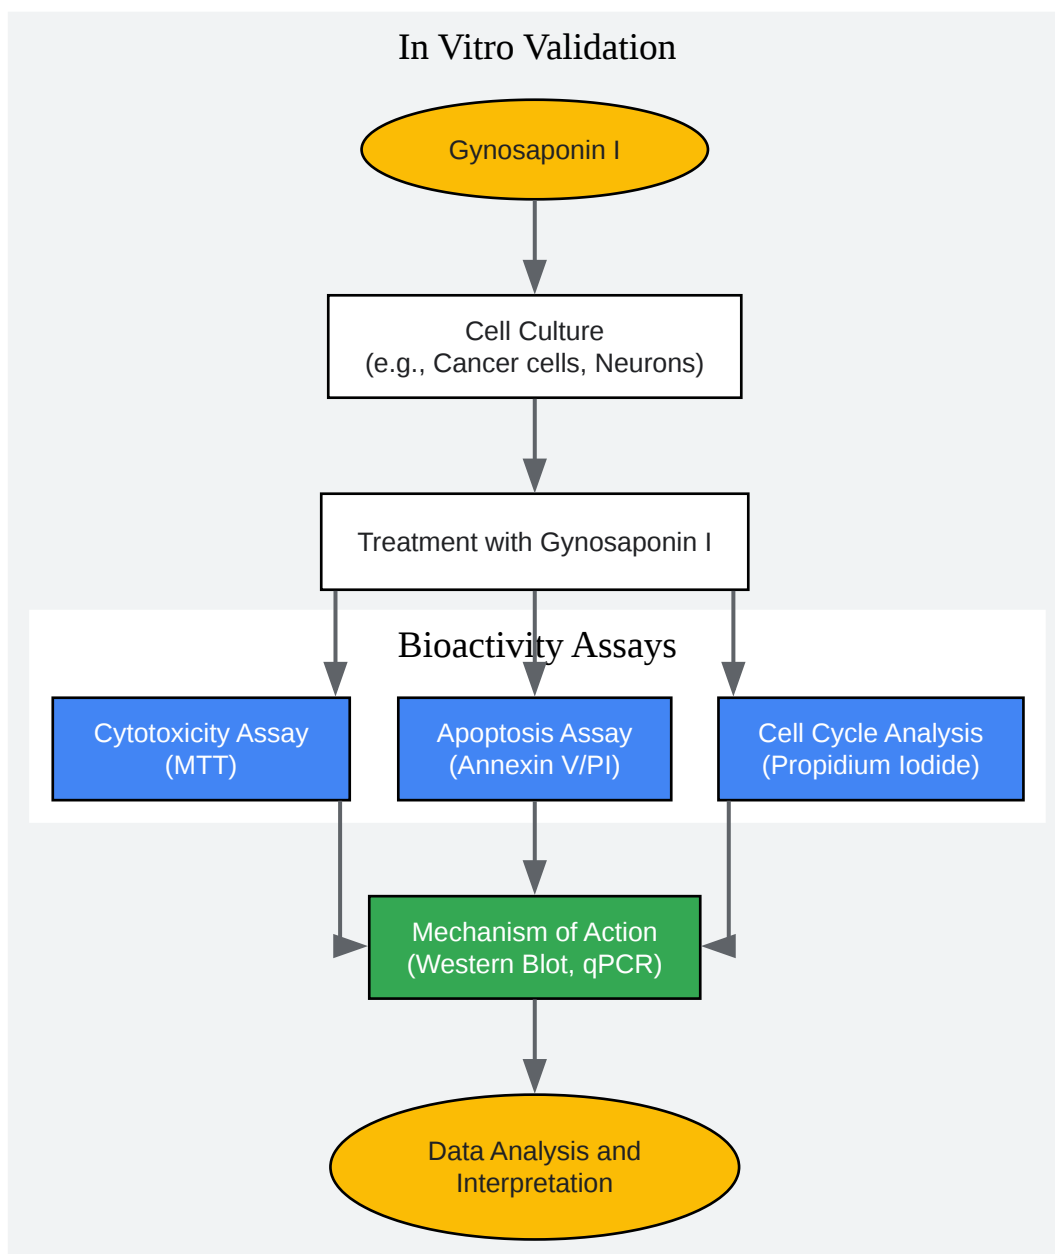 In Vitro Validation
Gynosaponin I
Cell Culture
(e.g., Cancer cells, Neurons)
Treatment with Gynosaponin I
Bioactivity Assays
Cytotoxicity Assay
(MTT)
Apoptosis Assay
(Annexin V/PI)
Cell Cycle Analysis
(Propidium Iodide)
Mechanism of Action
(Western Blot, qPCR)
Data Analysis and
Interpretation